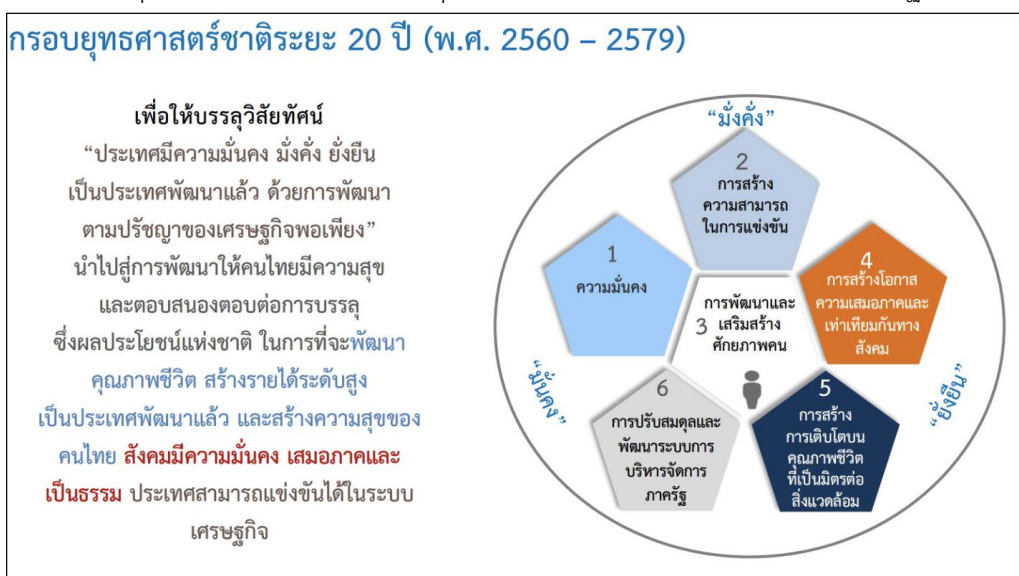 กรอบยุทธศาสตร์ชาติระยะ 20 ปี (พ.ศ. 2560 – 2579)
เพื่อให้บรรลุวิสัยทัศน์
“ประเทศมีความมั่นคง มั่งคั่ง ยั่งยืน
เป็นประเทศพัฒนาแล้ว ด้วยการพัฒนา
ตามปรัชญาของเศรษฐกิจพอเพียง”
นำไปสู่การพัฒนาให้คนไทยมีความสุข
และตอบสนองตอบต่อการบรรลุ
ซึ่งผลประโยชน์แห่งชาติ ในการที่จะพัฒนา
คุณภาพชีวิต สร้างรายได้ระดับสูง
เป็นประเทศพัฒนาแล้ว และสร้างความสุขของ
คนไทย สังคมมีความมั่นคง เสมอภาคและ
เป็นธรรม ประเทศสามารถแข่งขันได้ในระบบ
เศรษฐกิจ
“มั่งคั่ง”
2
การสร้าง
ความสามารถ
ในการแข่งขัน
1
ความมั่นคง
4
การสร้างโอกาส
ความเสมอภาคและ
เท่าเทียมกันทาง
สังคม
การพัฒนาและ
3 เสริมสร้าง
ศักยภาพคน
“มั่นคง”
“ยั่งยืน”
6
การปรับสมดุลและ
พัฒนาระบบการ
บริหารจัดการ
ภาครัฐ
5
การสร้าง
การเติบโตบน
คุณภาพชีวิต
ที่เป็นมิตรต่อ
สิ่งแวดล้อม